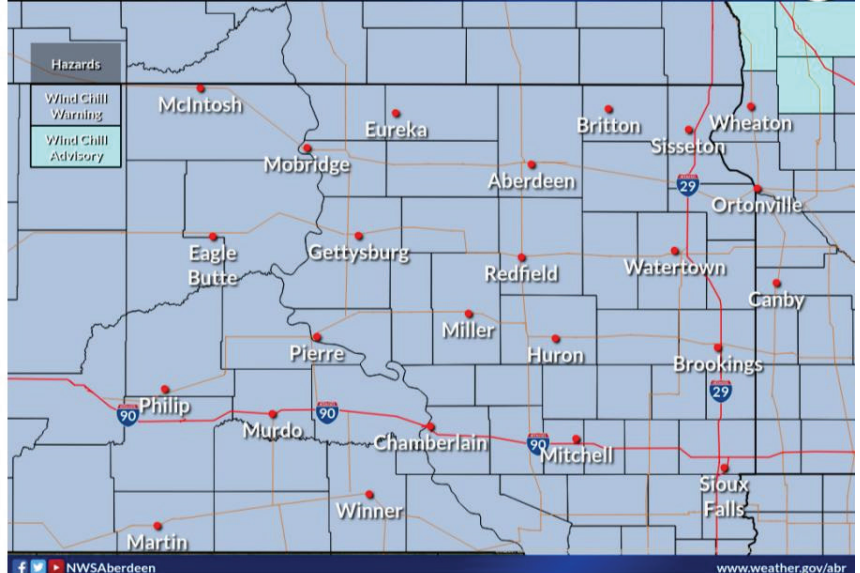 Hazards
Wind Chill
Warning
Wind Chill
Advisory
McIntosh
Eureka
Britton
Wheaton
Sisseton
Mobridge
Aberdeen
29
Ortonville
Eagle
Butte
Gettysburg
Redfield
Watertown
Canby
Miller
Pierre
Huron
Brookings
29
Philip
90
Murdo
90
Chamberlain
90
Mitchell
Sioux
Falls
Winner
Martin
NWSAberdeen
www.weather.gov/abr